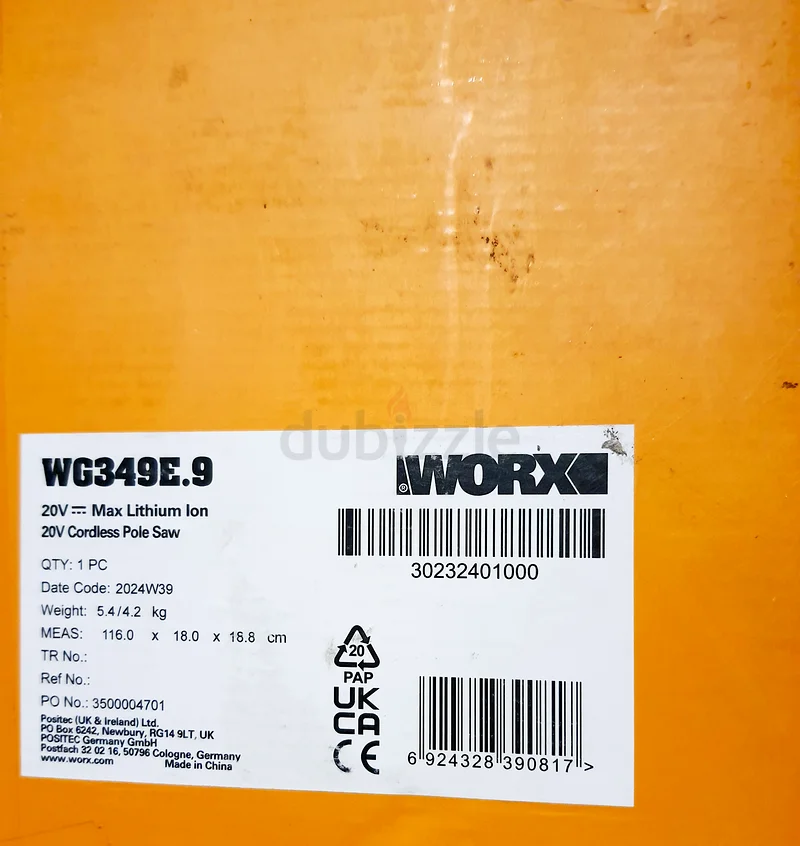 dubizzle
WG349E.9
WORX
®
20V Max Lithium Ion
20V Cordless Pole Saw
30232401000
QTY: 1 PC
Date Code: 2024W39
Weight: 5.4/4.2 kg
MEAS: 116.0 x 18.0 x 16.8 cm
TR No.:
Ref No.:
PO No.: 3500004701
20
PAP
UK
CA
CE
Positec (UK & Ireland) Ltd.
PO Box 6242, Newbury, RG14 9LT, UK
POSITEC Germany GmbH
Postfach 32 02 16, 50796 Cologne, Germany
www.worx.com Made in China
6 924328 390817 >